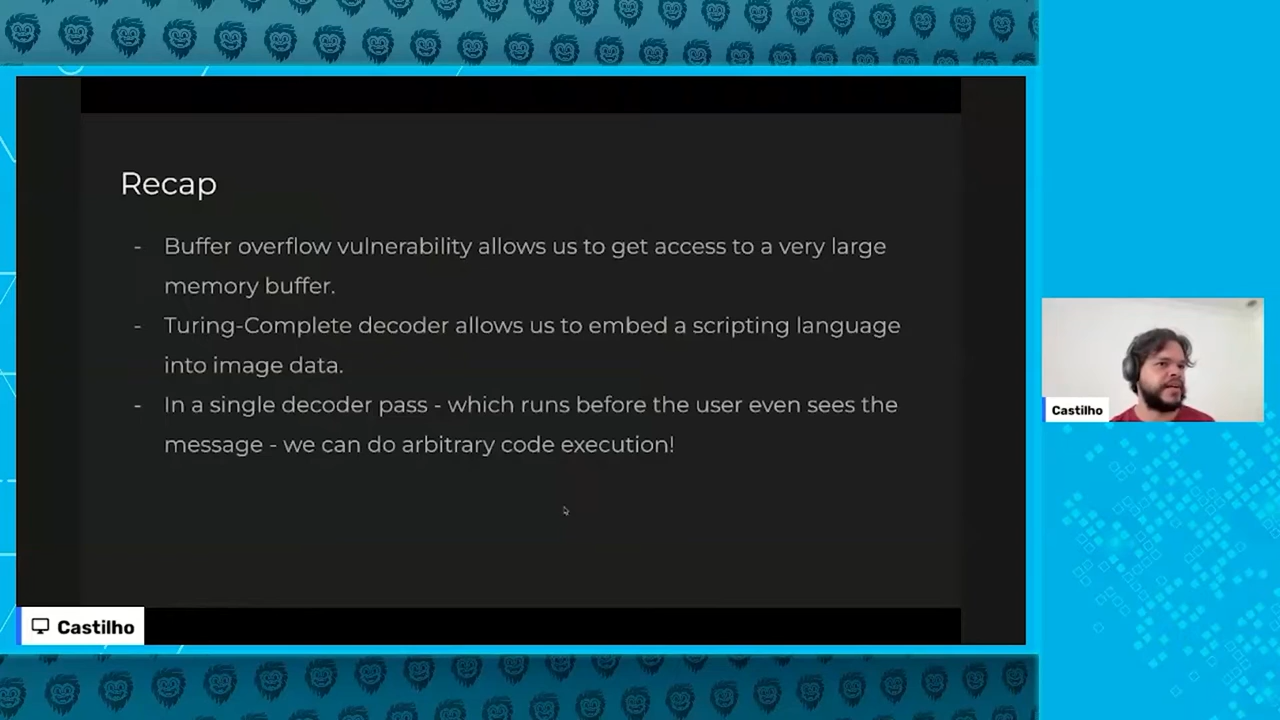 Recap
- Buffer overflow vulnerability allows us to get access to a very large
memory buffer.
- Turing-Complete decoder allows us to embed a scripting language
into image data.
- In a single decoder pass - which runs before the user even sees the
message - we can do arbitrary code execution!
Castilho
Castilho